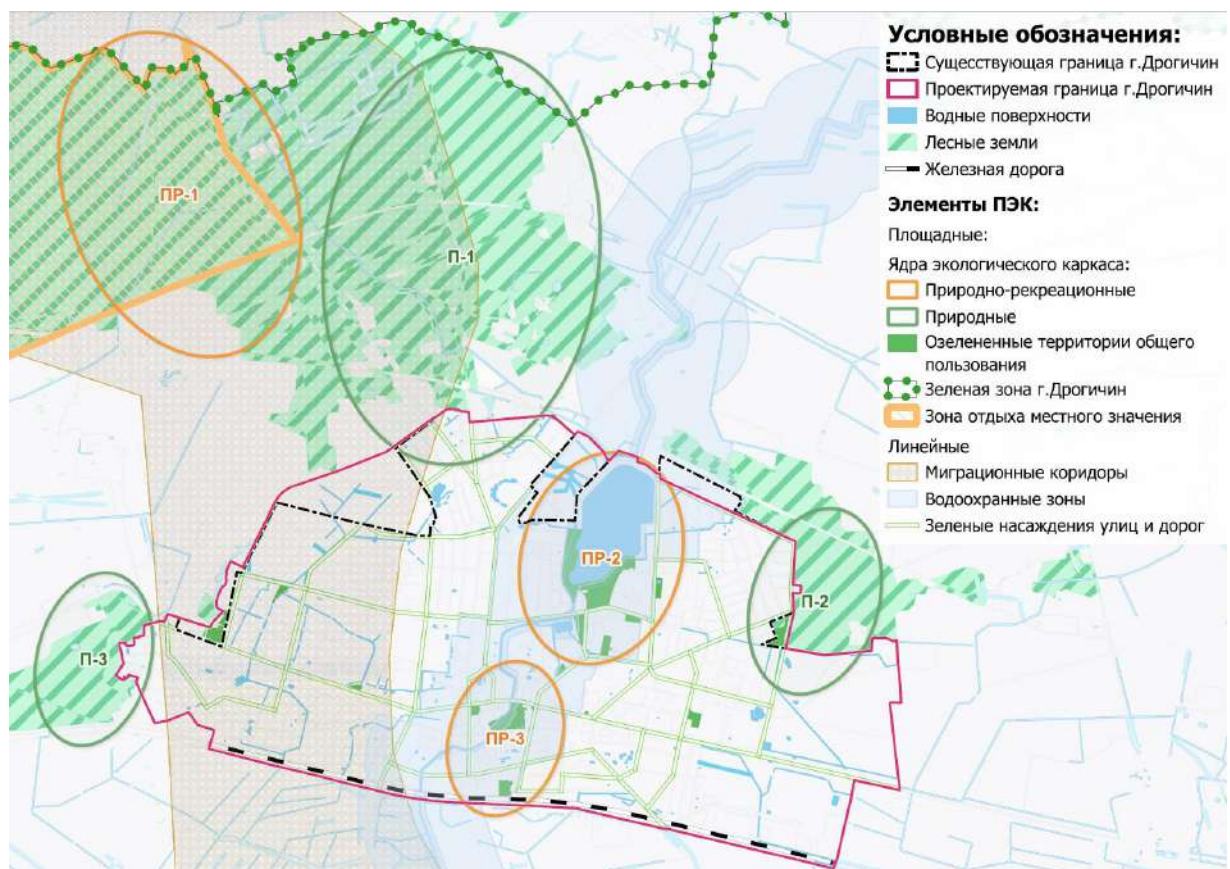 Условные обозначения:
Существующая граница г.Дрогичин
Проектируемая граница г.Дрогичин
Водные поверхности
Лесные земли
Железная дорога
Элементы ПЭК:
Площадные:
Ядра экологического каркаса:
Природно-рекреационные
Природные
Озелененные территории общего
пользования
Зеленая зона г.Дрогичин
Зона отдыха местного значения
Линейные
Миграционные коридоры
Водоохранные зоны
Зеленые насаждения улиц и дорог
ПР-1
П-1
ПР-2
П-2
П-3
ПР-3